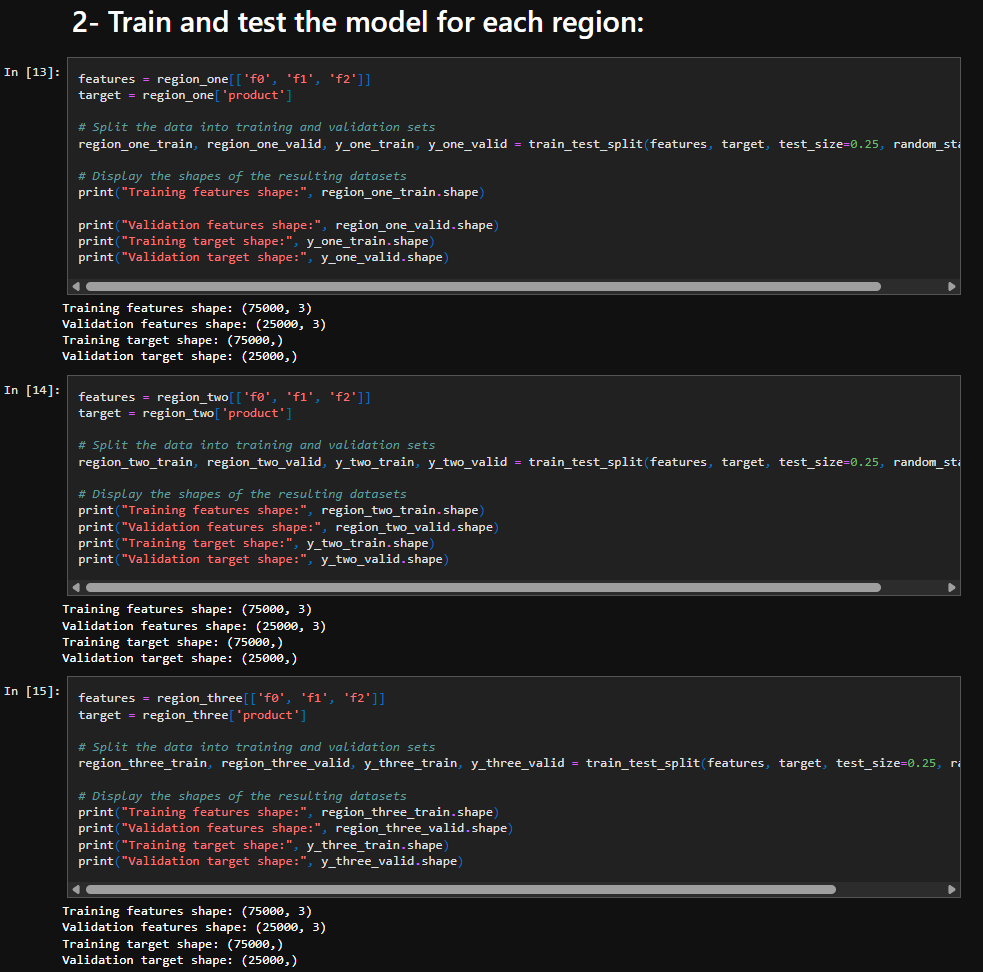 2- Train and test the model for each region:
In [13]:
features = region_one[['f0', 'f1', 'f2']]
target = region_one['product']
# Split the data into training and validation sets
region_one_train, region_one_valid, y_one_train, y_one_valid = train_test_split(features, target, test_size=0.25, random_sta
# Display the shapes of the resulting datasets
print("Training features shape:", region_one_train.shape)
print("Validation features shape:", region_one_valid.shape)
print("Training target shape:", y_one_train.shape)
print("Validation target shape:", y_one_valid.shape)
Training features shape: (75000, 3)
Validation features shape: (25000, 3)
Training target shape: (75000,)
Validation target shape: (25000,)
In [14]:
features = region_two[['f0', 'f1', 'f2']]
target = region_two['product']
# Split the data into training and validation sets
region_two_train, region_two_valid, y_two_train, y_two_valid = train_test_split(features, target, test_size=0.25, random_sta
# Display the shapes of the resulting datasets
print("Training features shape:", region_two_train.shape)
print("Validation features shape:", region_two_valid.shape)
print("Training target shape:", y_two_train.shape)
print("Validation target shape:", y_two_valid.shape)
Training features shape: (75000, 3)
Validation features shape: (25000, 3)
Training target shape: (75000,)
Validation target shape: (25000,)
In [15]:
features = region_three[['f0', 'f1', 'f2']]
target = region_three['product']
# Split the data into training and validation sets
region_three_train, region_three_valid, y_three_train, y_three_valid = train_test_split(features, target, test_size=0.25, ra
# Display the shapes of the resulting datasets
print("Training features shape:", region_three_train.shape)
print("Validation features shape:", region_three_valid.shape)
print("Training target shape:", y_three_train.shape)
print("Validation target shape:", y_three_valid.shape)
Training features shape: (75000, 3)
Validation features shape: (25000, 3)
Training target shape: (75000,)
Validation target shape: (25000,)